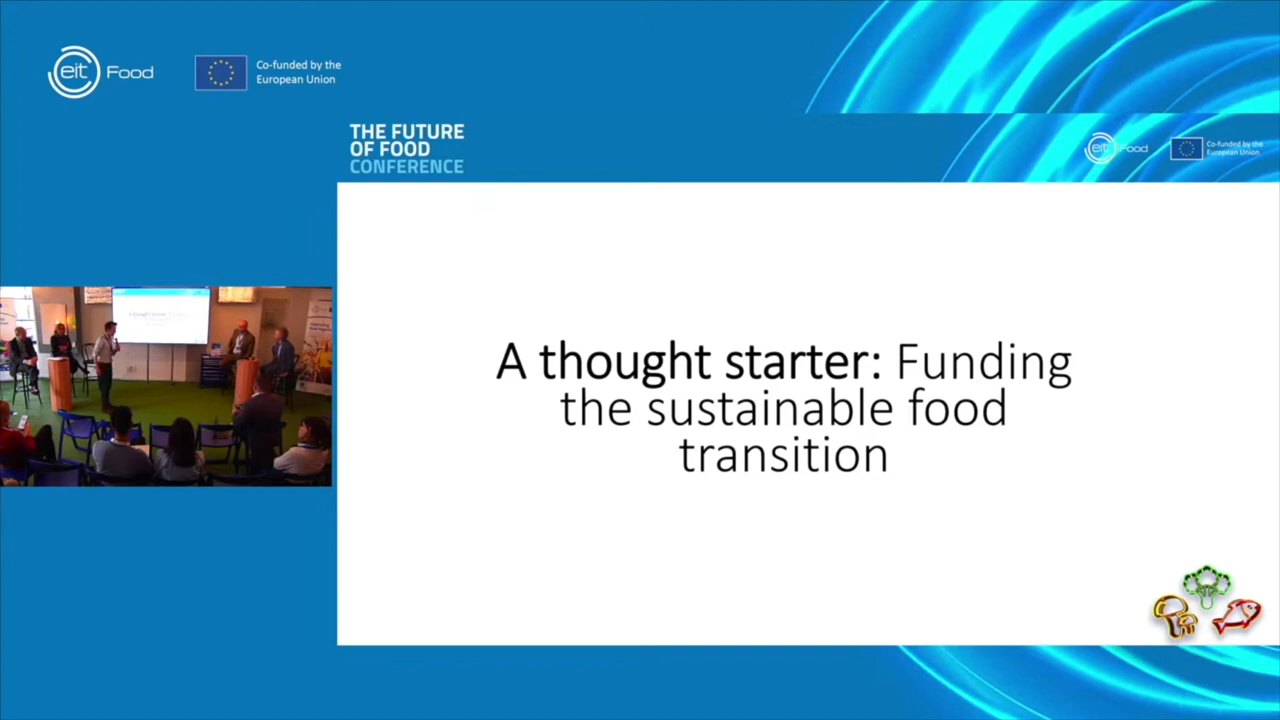 eit Food
Co-funded by the
European Union
THE FUTURE
OF FOOD
CONFERENCE
eit Food
Co-funded by the
European Union
A thought starter: Funding
the sustainable food
transition